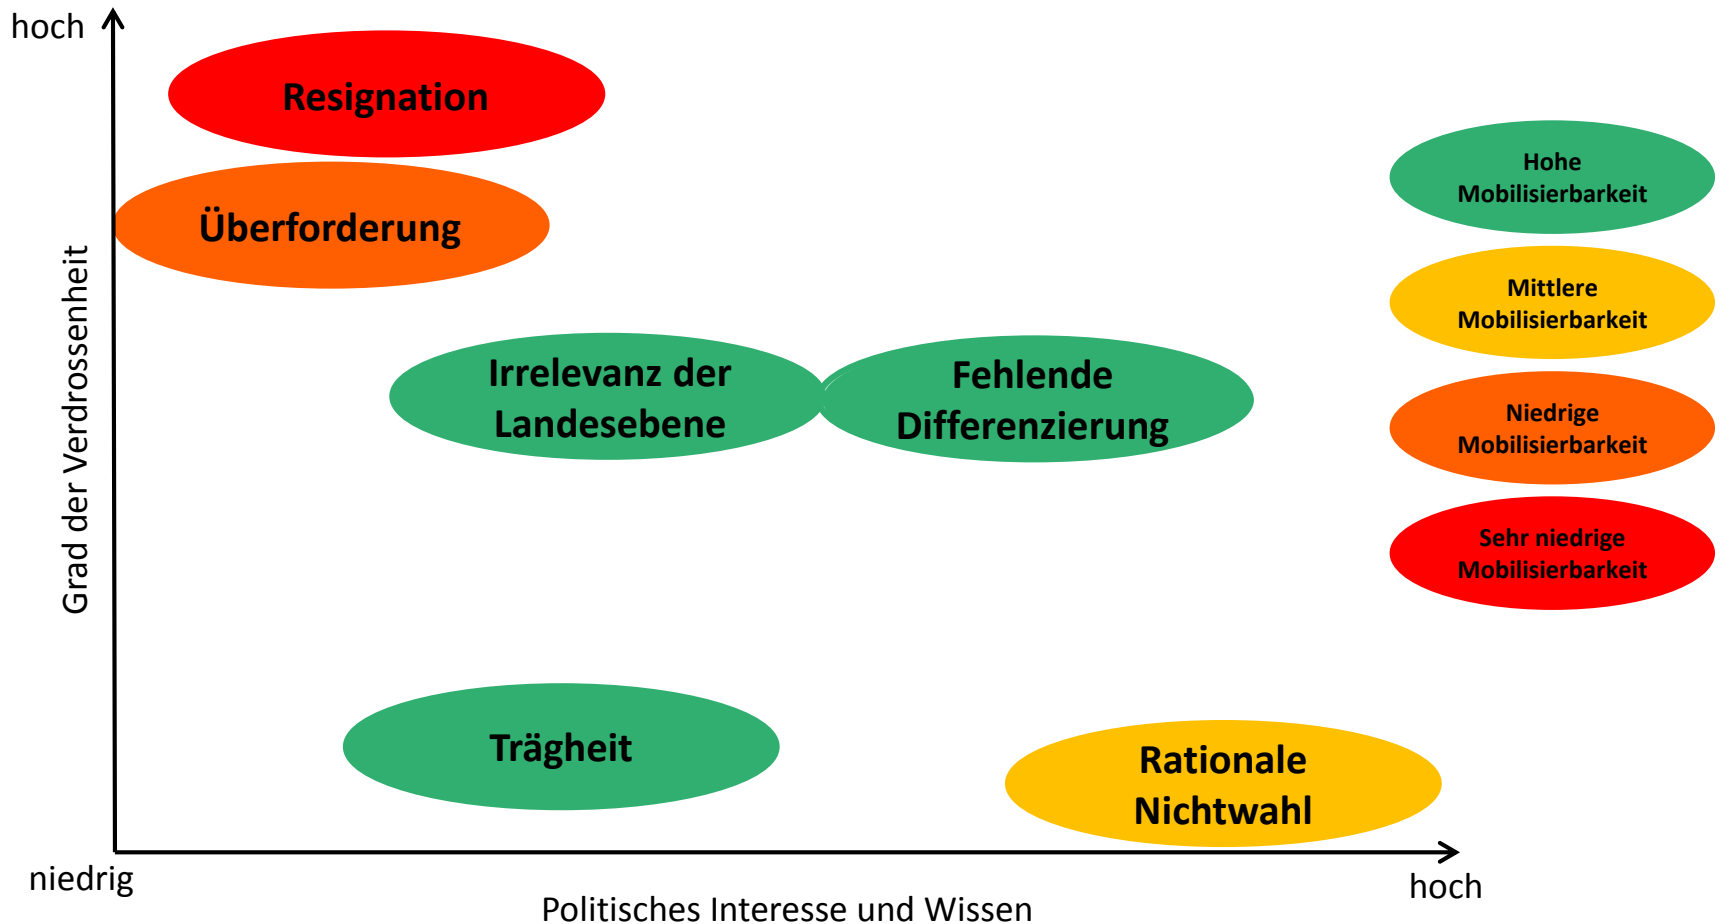 hoch
Resignation
Überforderung
Grad der Verdrossenheit
Irrelevanz der
Landesebene
Fehlende
Differenzierung
Trägheit
Rationale
Nichtwahl
niedrig
hoch
Politisches Interesse und Wissen
Hohe
Mobilisierbarkeit
Mittlere
Mobilisierbarkeit
Niedrige
Mobilisierbarkeit
Sehr niedrige
Mobilisierbarkeit